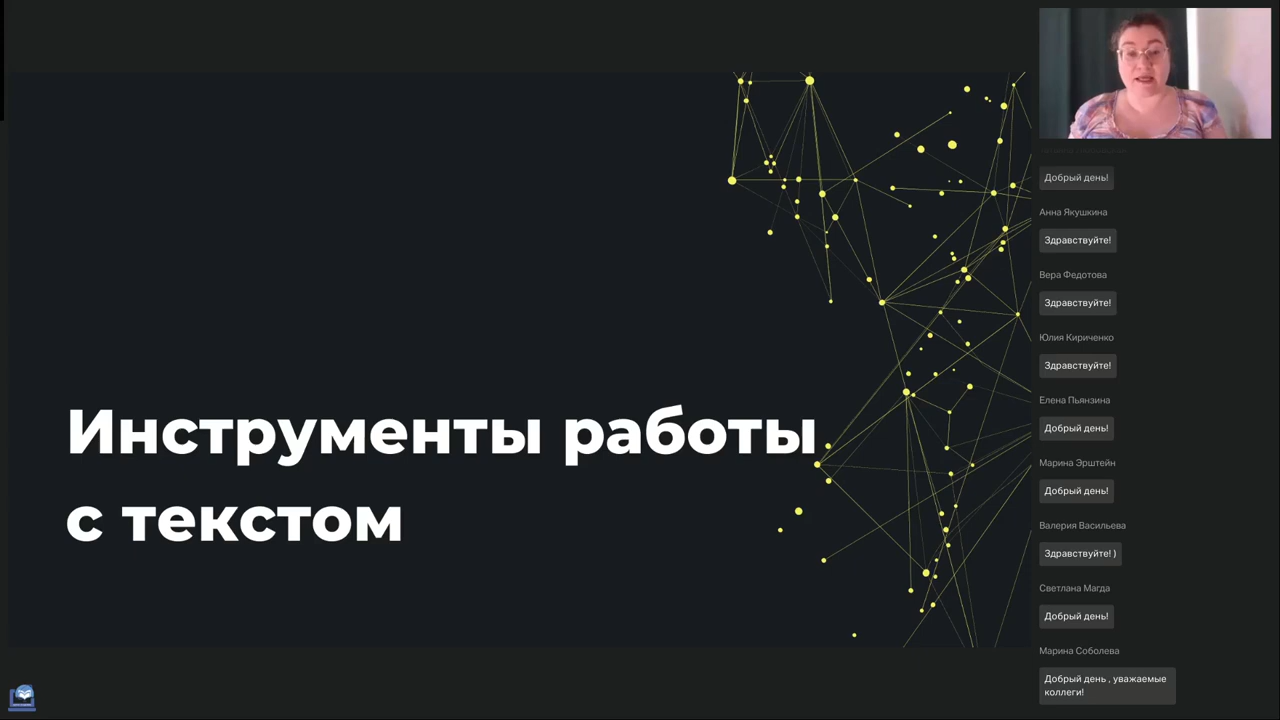 Инструменты работы
с текстом
Добрый день!
Анна Якушкина
Здравствуйте!
Вера Федотова
Здравствуйте!
Юлия Кириченко
Здравствуйте!
Елена Пьянзина
Добрый день!
Марина Эрштейн
Добрый день!
Валерия Васильева
Здравствуйте! )
Светлана Магда
Добрый день!
Марина Соболева
Добрый день , уважаемые
коллеги!